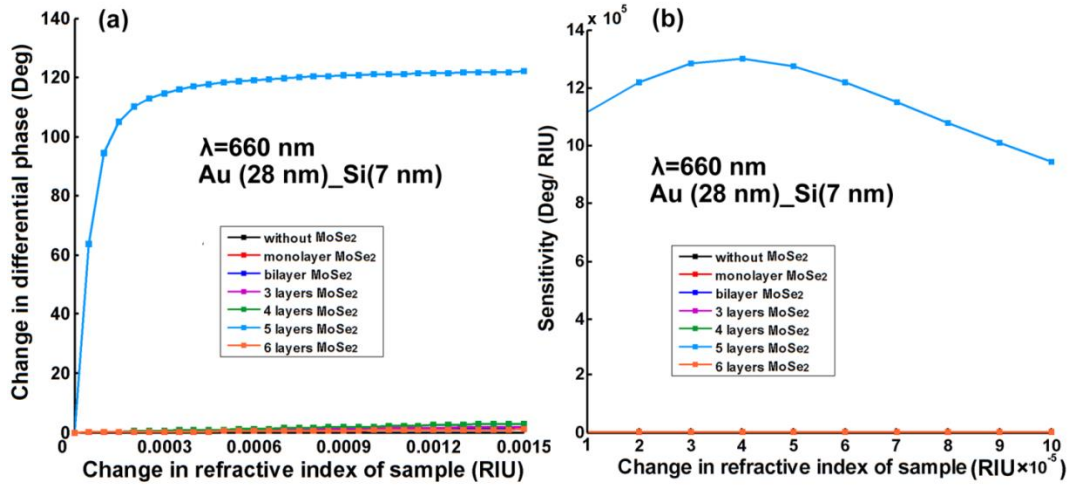 (a)
Change in differential phase (Deg)
140
120
100
80
60
40
20
0
λ=660 nm
Au (28 nm)_Si(7 nm)
without MoSe₂
monolayer MoSe₂
bilayer MoSe₂
3 layers MoSe₂
4 layers MoSe₂
5 layers MoSe₂
6 layers MoSe₂
0 0.0003 0.0006 0.0009 0.0012 0.0015
Change in refractive index of sample (RIU)
(b)
x 10⁵
Sensitivity (Deg/ RIU)
14
12
10
8
6
4
2
0
λ=660 nm
Au (28 nm)_Si(7 nm)
without MoSe₂
monolayer MoSe₂
bilayer MoSe₂
3 layers MoSe₂
4 layers MoSe₂
5 layers MoSe₂
6 layers MoSe₂
1 2 3 4 5 6 7 8 9 10
Change in refractive index of sample (RIU×10⁻⁵)